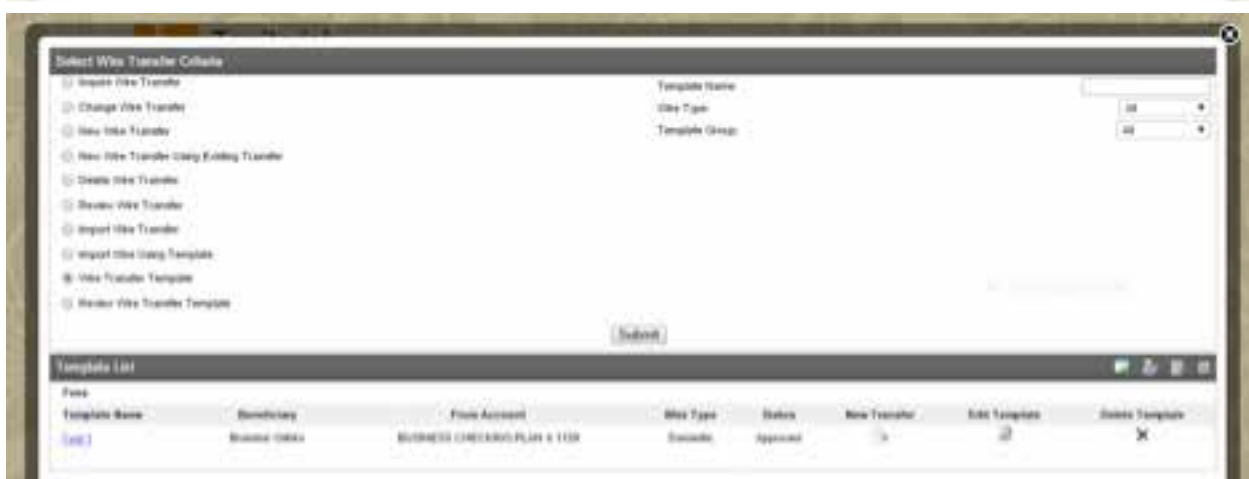 Select Wire Transfer Criteria
Inquire Wire Transfer
Template Name
Change Wire Transfer
Wire Type
All
New Wire Transfer
Template Group
All
New Wire Transfer Using Existing Transfer
Delete Wire Transfer
Review Wire Transfer
Import Wire Transfer
Import Wire Using Template
Wire Transfer Template
Review Wire Transfer Template
Submit
Template List
Template Name Beneficiary From Account Wire Type Status New Transfer Edit Template Delete Template
Test 1 BUSINESS CHECKING PLAN Domestic Approved